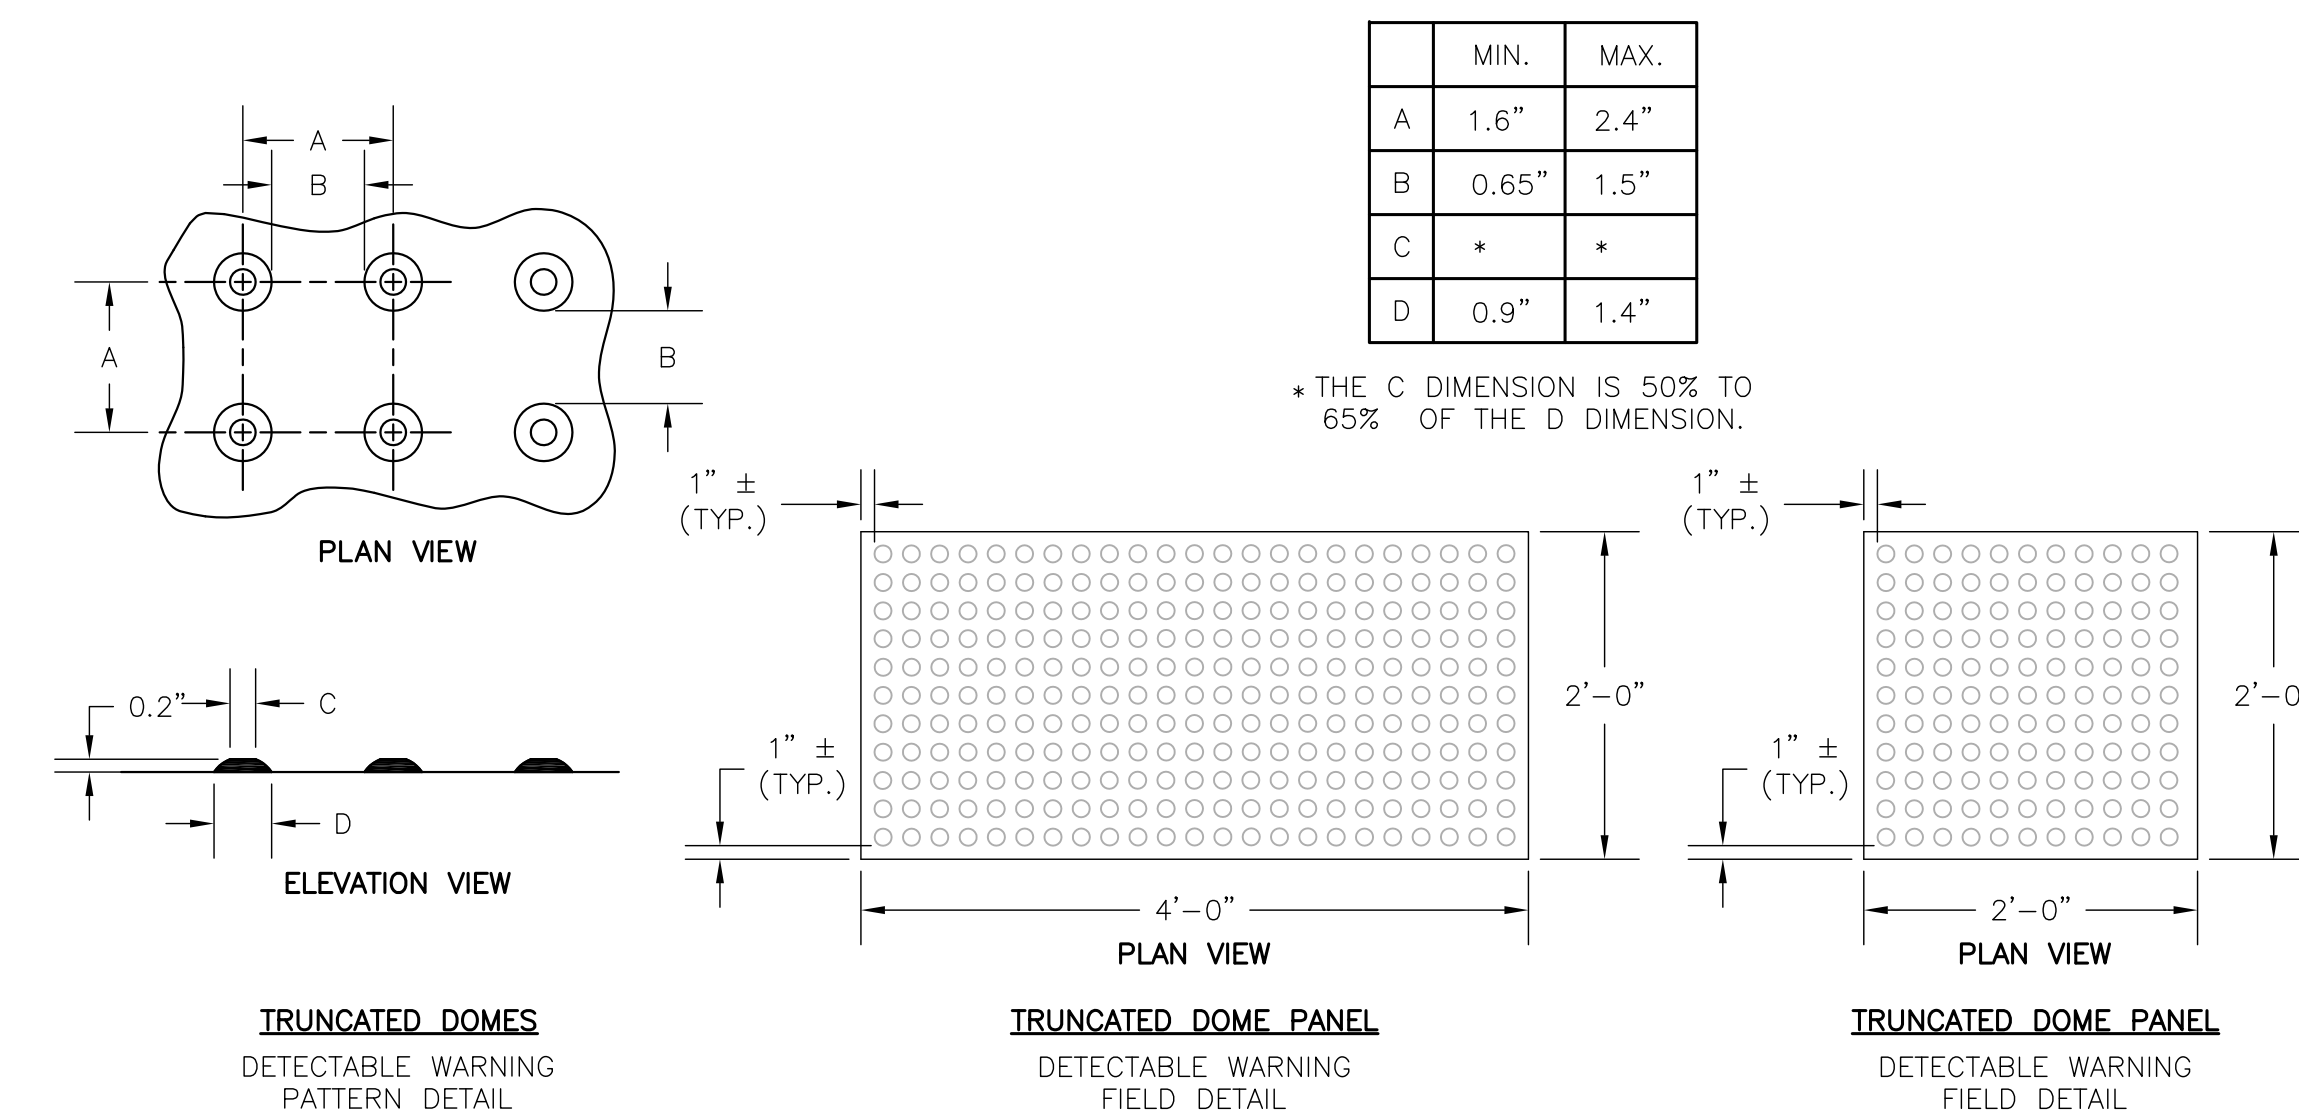 MIN. MAX.
A 1.6” 2.4”
B 0.65” 1.5”
C * *
D 0.9” 1.4”
* THE C DIMENSION IS 50% TO
65% OF THE D DIMENSION.
A
B
A
B
PLAN VIEW
0.2”
C
D
ELEVATION VIEW
TRUNCATED DOMES
DETECTABLE WARNING
PATTERN DETAIL
1” ±
(TYP.)
2’-0”
1” ±
(TYP.)
4’-0”
PLAN VIEW
TRUNCATED DOME PANEL
DETECTABLE WARNING
FIELD DETAIL
1” ±
(TYP.)
2’-0
1” ±
(TYP.)
2’-0”
PLAN VIEW
TRUNCATED DOME PANEL
DETECTABLE WARNING
FIELD DETAIL